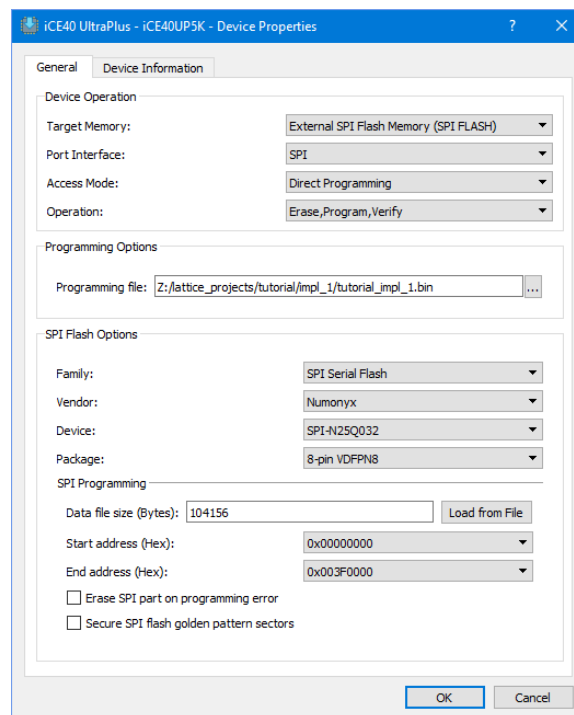 iCE40 UltraPlus - iCE40UP5K - Device Properties ?
General Device Information
Device Operation
Target Memory: External SPI Flash Memory (SPI FLASH)
Port Interface: SPI
Access Mode: Direct Programming
Operation: Erase,Program,Verify
Programming Options
Programming file: Z:/lattice_projects/tutorial/impl_1/tutorial_impl_1.bin ...
SPI Flash Options
Family: SPI Serial Flash
Vendor: Numonyx
Device: SPI-N25Q032
Package: 8-pin VDFPN8
SPI Programming
Data file size (Bytes): 104156 Load from File
Start address (Hex): 0x00000000
End address (Hex): 0x003F0000
Erase SPI part on programming error
Secure SPI flash golden pattern sectors
OK Cancel